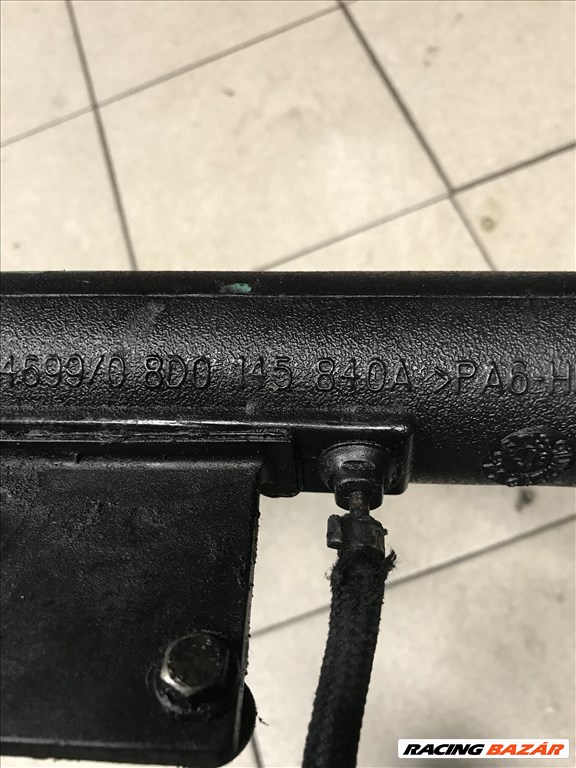 4699/0 8D0 145 840A >PA6-H
RACING BAZÁR